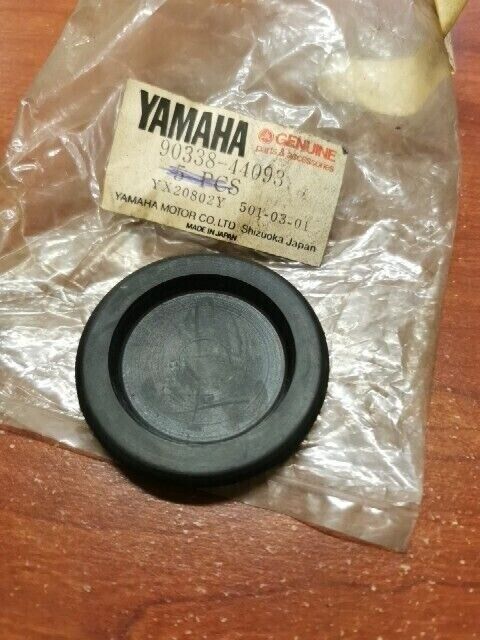 YAMAHA GENUINE
parts & accessories
90338-44093
5 PCS
YX20802Y 501-03-01
YAMAHA MOTOR CO., LTD Shizuoka Japan
MADE IN JAPAN